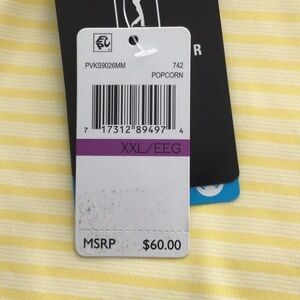 R
PVKS9026MM 742
POPCORN
7 17312 89497 4
XXL/EEG
MSRP $60.00